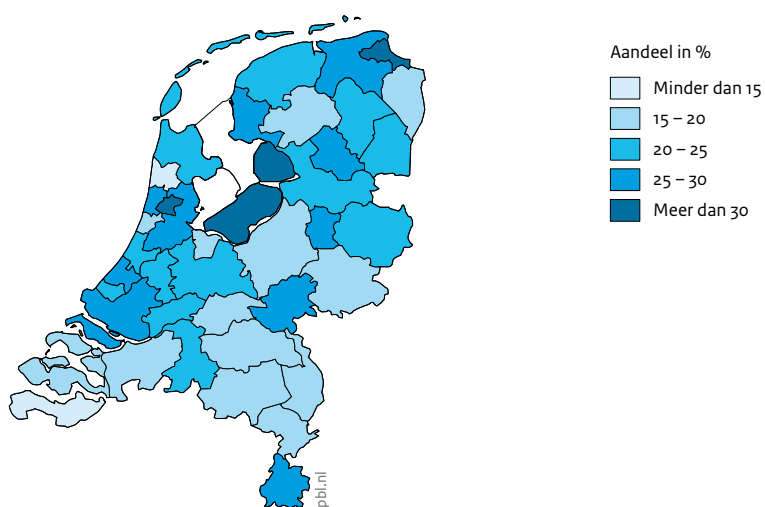 Aandeel in %
Minder dan 15
15 – 20
20 – 25
25 – 30
Meer dan 30
pbl.nl